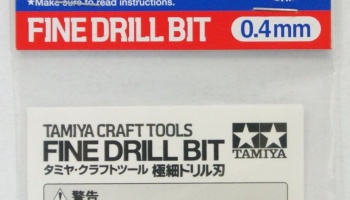 ★Make sure to read instructions.
FINE DRILL BIT 0.4mm
TAMIYA CRAFT TOOLS
FINE DRILL BIT TAMIYA
タミヤ・クラフトツール 極細ドリル刃
警告